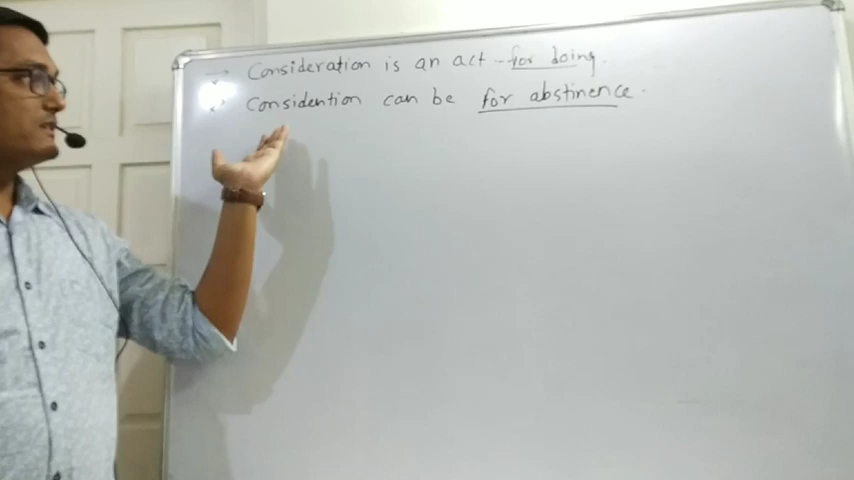 → Consideration is an act - for doing.
→ Considention can be for abstinence.